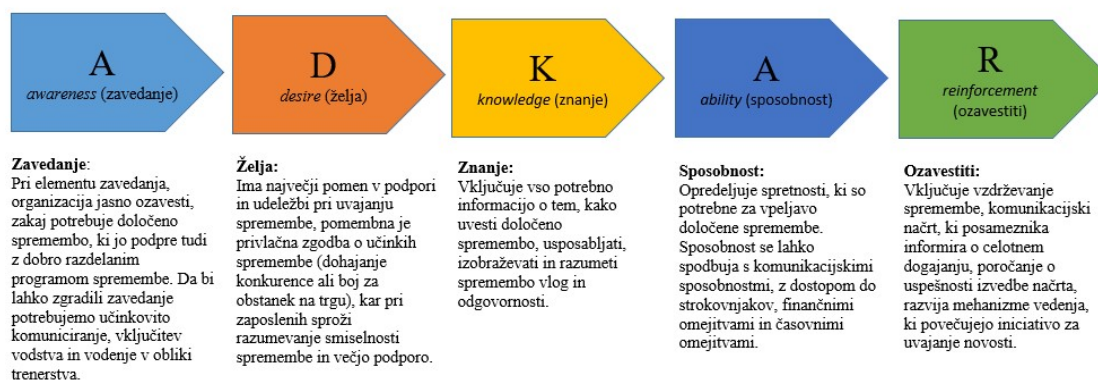 A
awareness (zavedanje)
D
desire (želja)
K
knowledge (znanje)
A
ability (sposobnost)
R
reinforcement
(ozavestiti)
Zavedanje:
Pri elementu zavedanja,
organizacija jasno ozavesti,
zakaj potrebuje določeno
spremembo, ki jo podpre tudi
z dobro razdelanim
programom spremembe. Da bi
lahko zgradili zavedanje
potrebujemo učinkovito
komuniciranje, vključitev
vodstva in vodenje v obliki
trenerstva.
Želja:
Ima največji pomen v podpori
in udeležbi pri uvajanju
spremembe, pomembna je
privlačna zgodba o učinkih
spremembe (dohajanje
konkurence ali boj za
obstanek na trgu), kar pri
zaposlenih sproži
razumevanje smiselnosti
spremembe in večjo podporo.
Znanje:
Vključuje vso potrebno
informacijo o tem, kako
uvesti določeno
spremembo, usposabljati,
izobraževati in razumeti
spremembo vlog in
odgovornosti.
Sposobnost:
Opredeljuje spretnosti, ki so
potrebne za vpeljavo
določene spremembe.
Sposobnost se lahko
spodbuja s komunikacijskimi
sposobnostmi, z dostopom do
strokovnjakov, finančnimi
omejitvami in časovnimi
omejitvami.
Ozavestiti:
Vključuje vzdrževanje
spremembe, komunikacijski
načrt, ki posameznika
informira o celotnem
dogajanju, poročanje o
uspešnosti izvedbe načrta,
razvija mehanizme vedenja,
ki povečujejo iniciativo za
uvajanje novosti.